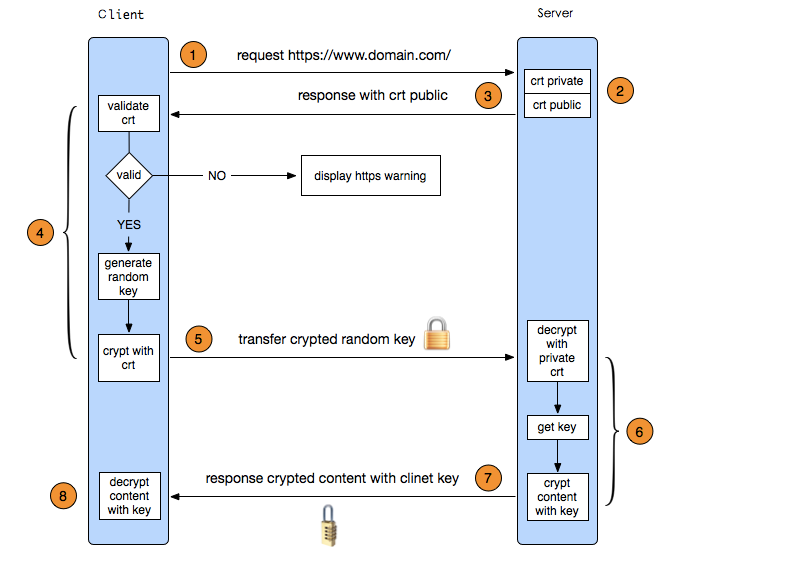 Client
Server
1
request https://www.domain.com/
crt private
2
response with crt public
3
crt public
validate
crt
valid
NO
display https warning
YES
4
generate
random
key
5
transfer crypted random key
decrypt
with
private
crt
crypt with
crt
get key
6
response crypted content with clinet key
7
8
decrypt
content
with key
crypt
content
with key